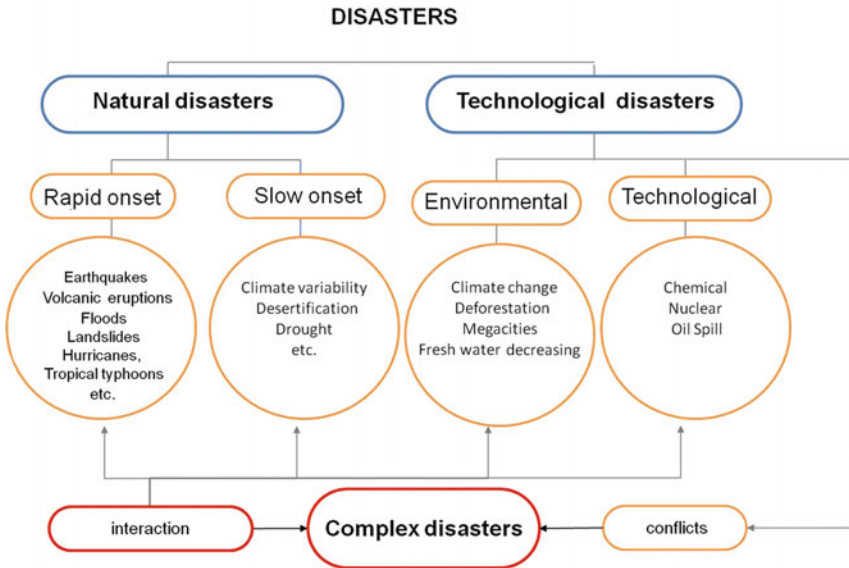 DISASTERS
Natural disasters
Technological disasters
Rapid onset
Slow onset
Environmental
Technological
Earthquakes
Volcanic eruptions
Floods
Landslides
Hurricanes,
Tropical typhoons
etc.
Climate variability
Desertification
Drought
etc.
Climate change
Deforestation
Megacities
Fresh water decreasing
Chemical
Nuclear
Oil Spill
interaction
Complex disasters
conflicts